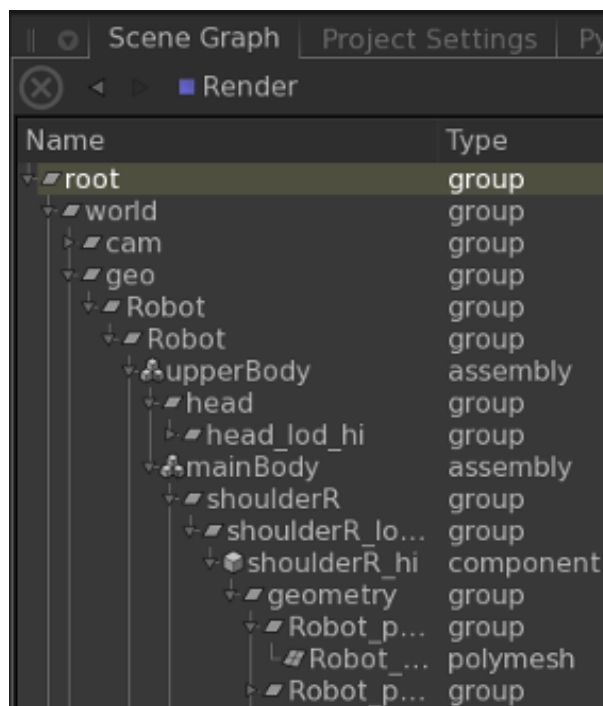 Scene Graph Project Settings Py
Render
Name Type
root group
world group
cam group
geo group
Robot group
Robot group
upperBody assembly
head group
head_lod_hi group
mainBody assembly
shoulderR group
shoulderR_lo... group
shoulderR_hi component
geometry group
Robot_p... group
Robot_... polymesh
Robot_p... group